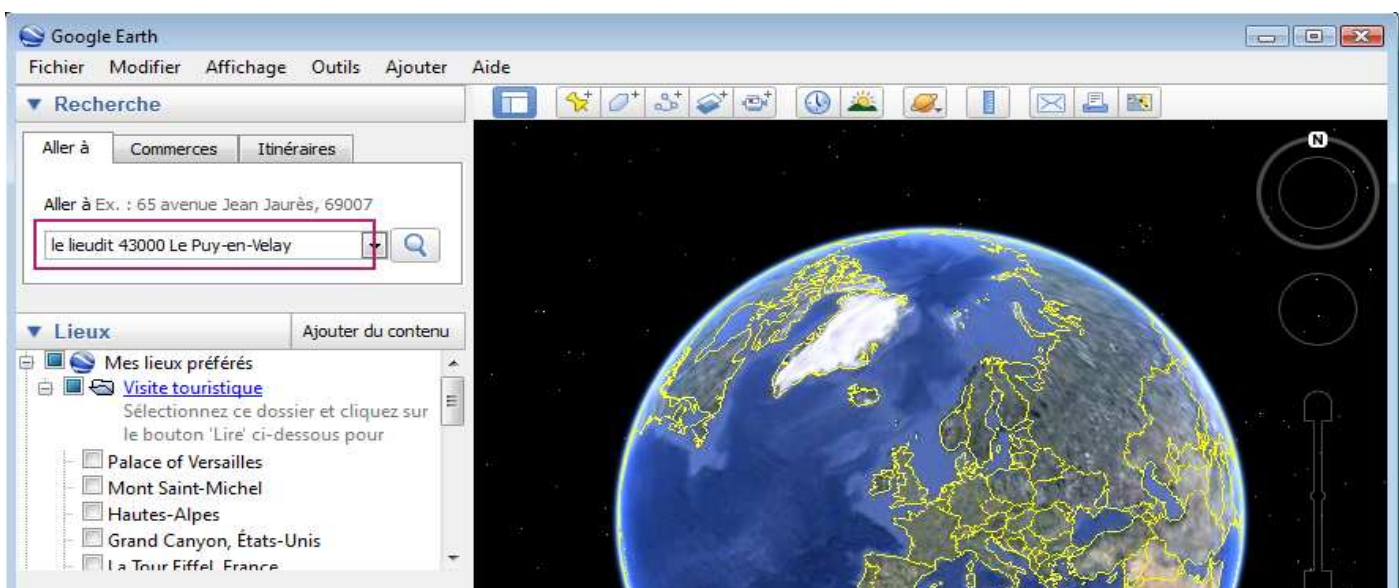 Google Earth
Fichier Modifier Affichage Outils Ajouter Aide
Recherche
Aller à Commerces Itinéraires
Aller à Ex. : 65 avenue Jean Jaurès, 69007
le lieudit 43000 Le Puy-en-Velay
Lieux Ajouter du contenu
Mes lieux préférés
Visite touristique
Sélectionnez ce dossier et cliquez sur
le bouton 'Lire' ci-dessous pour
Palace of Versailles
Mont Saint-Michel
Hautes-Alpes
Grand Canyon, États-Unis
La Tour Eiffel, France
N